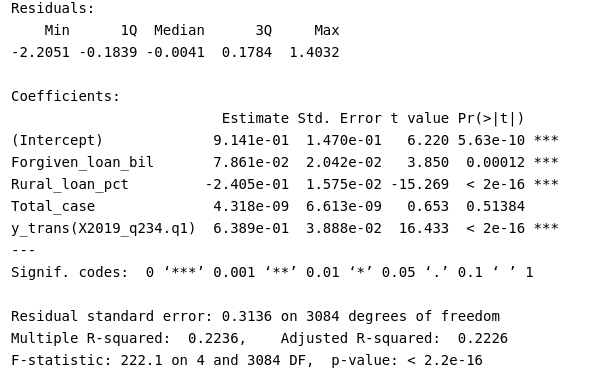 Residuals:
    Min      1Q  Median      3Q     Max
-2.2051 -0.1839 -0.0041  0.1784  1.4032

Coefficients:
                         Estimate Std. Error t value Pr(>|t|)
(Intercept)             9.141e-01  1.470e-01   6.220 5.63e-10 ***
Forgiven_loan_bil       7.861e-02  2.042e-02   3.850  0.00012 ***
Rural_loan_pct         -2.405e-01  1.575e-02 -15.269  < 2e-16 ***
Total_case              4.318e-09  6.613e-09   0.653  0.51384
y_trans(X2019_q234.q1)  6.389e-01  3.888e-02  16.433  < 2e-16 ***
---
Signif. codes:  0 ‘***’ 0.001 ‘**’ 0.01 ‘*’ 0.05 ‘.’ 0.1 ‘ ’ 1

Residual standard error: 0.3136 on 3084 degrees of freedom
Multiple R-squared:  0.2236,    Adjusted R-squared:  0.2226
F-statistic: 222.1 on 4 and 3084 DF,  p-value: < 2.2e-16